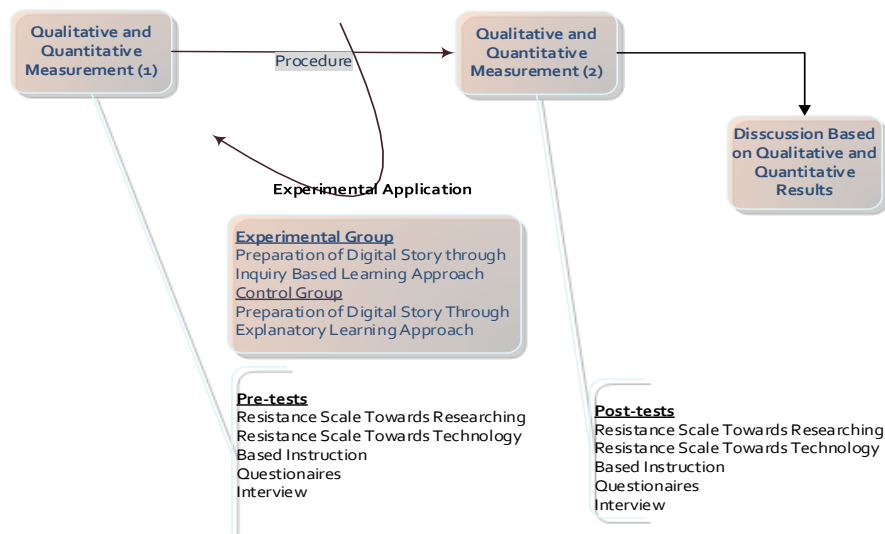 Qualitative and
Quantitative
Measurement (1)
Procedure
Qualitative and
Quantitative
Measurement (2)
Disscussion Based
on Qualitative and
Quantitative
Results
Experimental Application
Experimental Group
Preparation of Digital Story through
Inquiry Based Learning Approach
Control Group
Preparation of Digital Story Through
Explanatory Learning Approach
Pre-tests
Resistance Scale Towards Researching
Resistance Scale Towards Technology
Based Instruction
Questionaires
Interview
Post-tests
Resistance Scale Towards Researching
Resistance Scale Towards Technology
Based Instruction
Questionaires
Interview